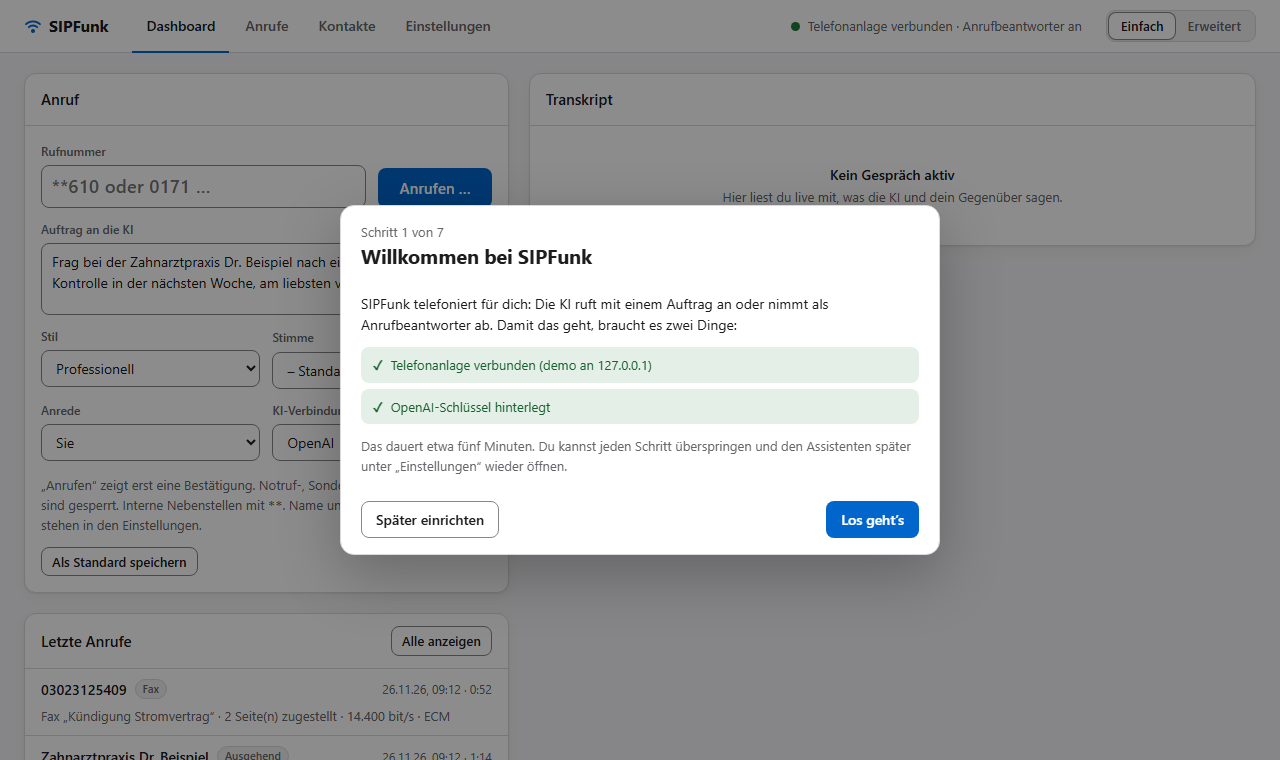 SIPFunk
Dashboard
Anrufe
Kontakte
Einstellungen
Telefonanlage verbunden · Anrufbeantworter an
Einfach
Erweitert
Anruf
Rufnummer
**610 oder 0171 …
Anrufen …
Auftrag an die KI
Frag bei der Zahnarztpraxis Dr. Beispiel nach
Kontrolle in der nächsten Woche, am liebsten
Stil
Stimme
Professionell
– Standa
Anrede
KI-Verbindu
Sie
OpenAI
„Anrufen“ zeigt erst eine Bestätigung. Notruf-, Sond
sind gesperrt. Interne Nebenstellen mit **. Name
stehen in den Einstellungen.
Als Standard speichern
Letzte Anrufe
Alle anzeigen
03023125409
Fax
26.11.26, 09:12 · 0:52
Fax „Kündigung Stromvertrag“ · 2 Seite(n) zugestellt · 14.400 bit/s · ECM
Zahnarztpraxis Dr. Beispiel
Ausgehend
26.11.26, 09:12 · 1:14
Transkript
Kein Gespräch aktiv
Hier liest du live mit, was die KI und dein Gegenüber sagen.
Schritt 1 von 7
Willkommen bei SIPFunk
SIPFunk telefoniert für dich: Die KI ruft mit einem Auftrag an oder nimmt als
Anrufbeantworter ab. Damit das geht, braucht es zwei Dinge:
✓ Telefonanlage verbunden (demo an 127.0.0.1)
✓ OpenAI-Schlüssel hinterlegt
Das dauert etwa fünf Minuten. Du kannst jeden Schritt überspringen und den Assistenten später
unter „Einstellungen“ wieder öffnen.
Später einrichten
Los geht's